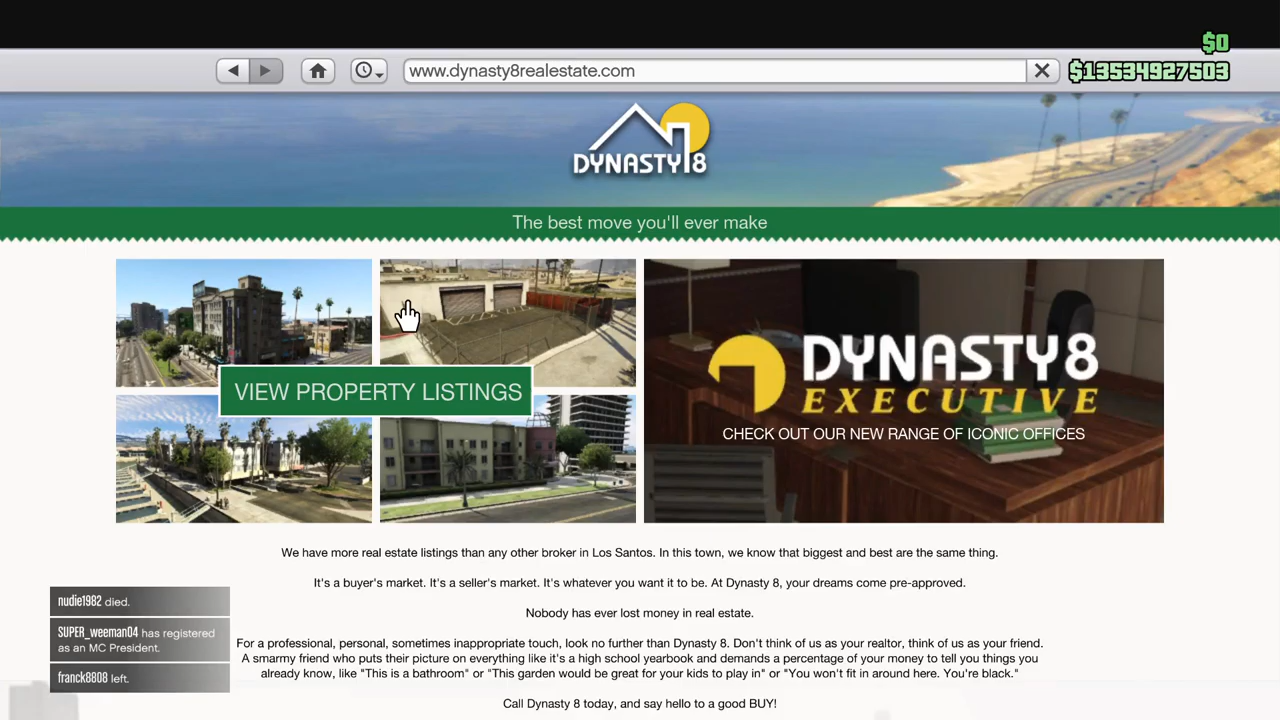 $0
www.dynasty8realestate.com
$13534927503
DYNASTY 8
The best move you'll ever make
VIEW PROPERTY LISTINGS
DYNASTY 8
EXECUTIVE
CHECK OUT OUR NEW RANGE OF ICONIC OFFICES
We have more real estate listings than any other broker in Los Santos. In this town, we know that biggest and best are the same thing.
It's a buyer's market. It's a seller's market. It's whatever you want it to be. At Dynasty 8, your dreams come pre-approved.
Nobody has ever lost money in real estate.
For a professional, personal, sometimes inappropriate touch, look no further than Dynasty 8. Don't think of us as your realtor, think of us as your friend.
A smarmy friend who puts their picture on everything like it's a high school yearbook and demands a percentage of your money to tell you things you
already know, like "This is a bathroom" or "This garden would be great for your kids to play in" or "You won't fit in around here. You're black."
Call Dynasty 8 today, and say hello to a good BUY!
nudie1982 died.
SUPER_weeman04 has registered
as an MC President.
franck8808 left.